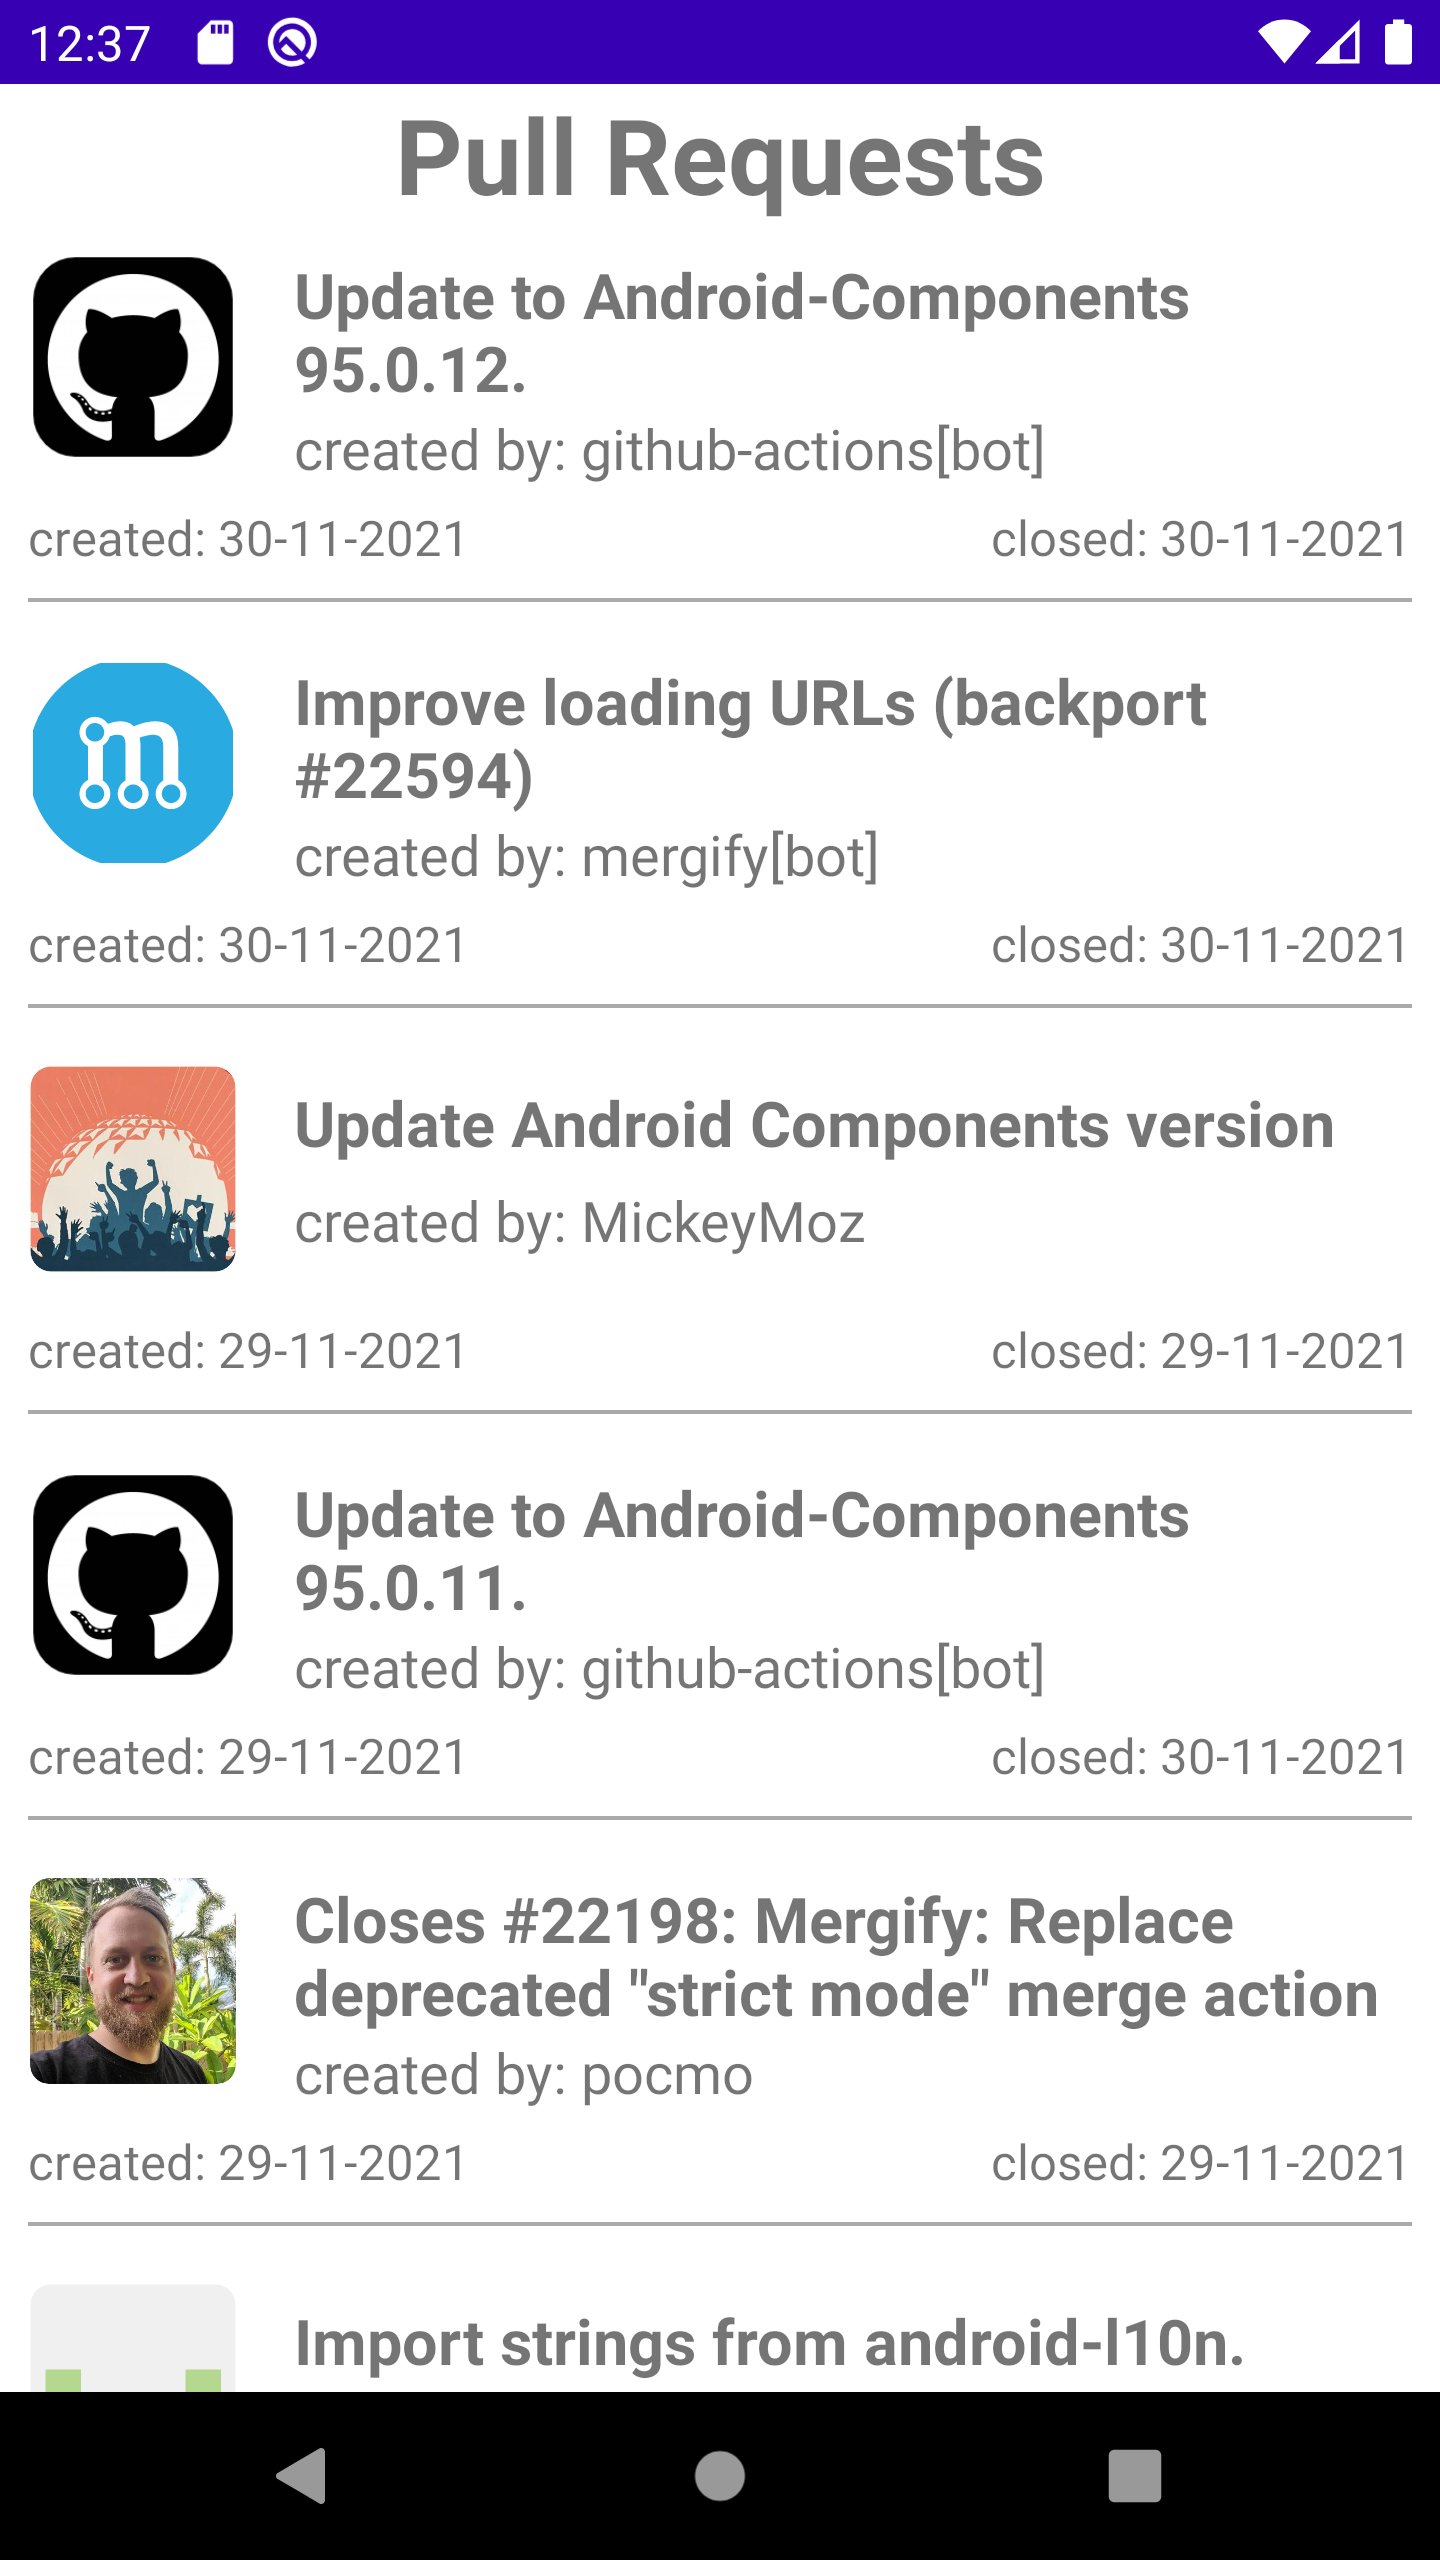 12:37
Pull Requests
Update to Android-Components
95.0.12.
created by: github-actions[bot]
created: 30-11-2021
closed: 30-11-2021
Improve loading URLs (backport
#22594)
created by: mergify[bot]
created: 30-11-2021
closed: 30-11-2021
Update Android Components version
created by: MickeyMoz
created: 29-11-2021
closed: 29-11-2021
Update to Android-Components
95.0.11.
created by: github-actions[bot]
created: 29-11-2021
closed: 30-11-2021
Closes #22198: Mergify: Replace
deprecated "strict mode" merge action
created by: pocmo
created: 29-11-2021
closed: 29-11-2021
Import strings from android-l10n.